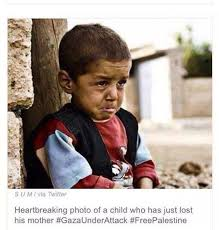 S U M / via Twitter
Heartbreaking photo of a child who has just lost
his mother #GazaUnderAttack #FreePalestine